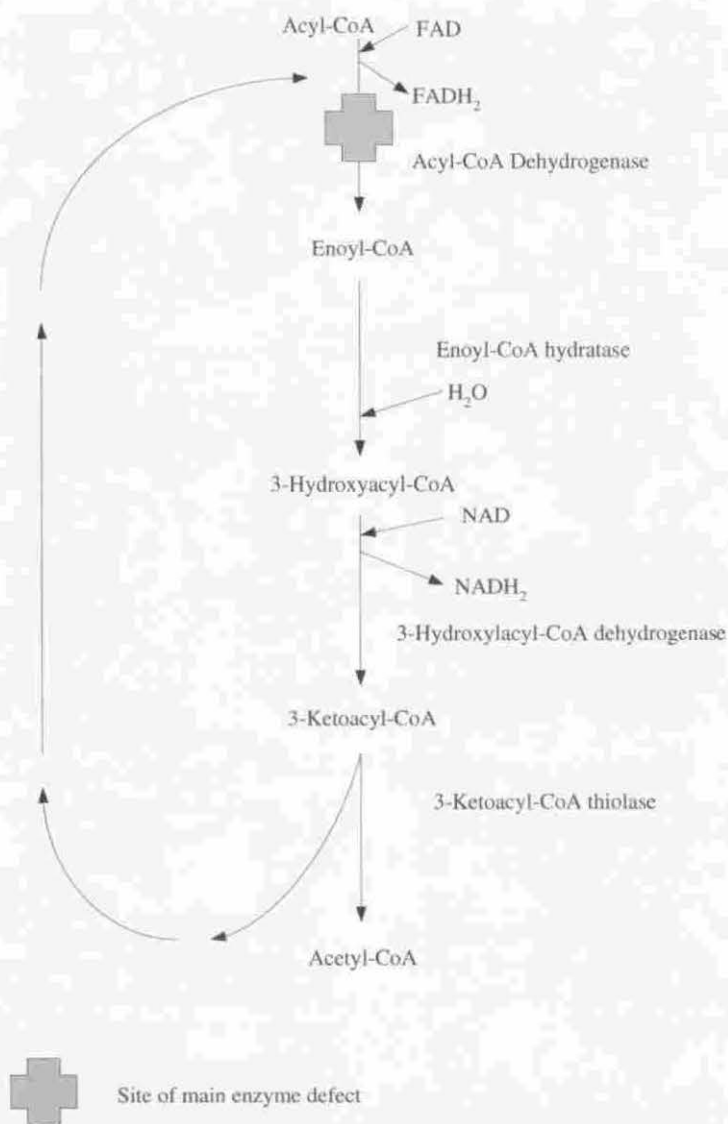 Acyl-CoA
FAD
FADH₂
Acyl-CoA Dehydrogenase
Enoyl-CoA
Enoyl-CoA hydratase
H₂O
3-Hydroxyacyl-CoA
NAD
NADH₂
3-Hydroxylacyl-CoA dehydrogenase
3-Ketoacyl-CoA
3-Ketoacyl-CoA thiolase
Acetyl-CoA
Site of main enzyme defect